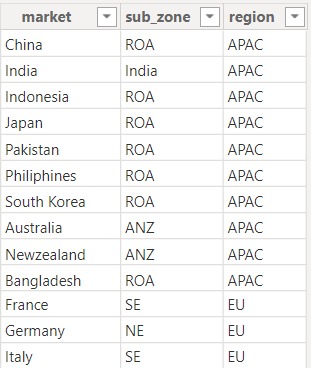 market sub_zone region
China ROA APAC
India India APAC
Indonesia ROA APAC
Japan ROA APAC
Pakistan ROA APAC
Philiphines ROA APAC
South Korea ROA APAC
Australia ANZ APAC
Newzealand ANZ APAC
Bangladesh ROA APAC
France SE EU
Germany NE EU
Italy SE EU